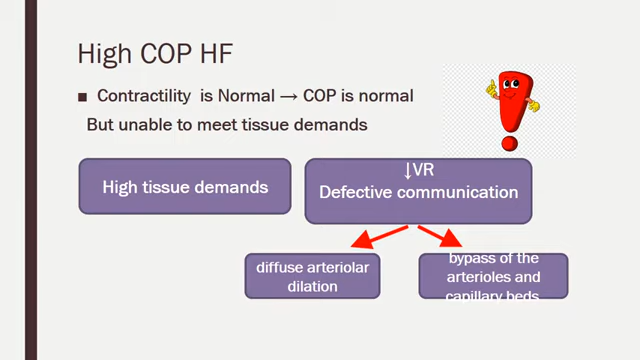 High COP HF
■ Contractility is Normal → COP is normal
But unable to meet tissue demands
High tissue demands
↓VR
Defective communication
diffuse arteriolar
dilation
bypass of the
arterioles and
capillary beds